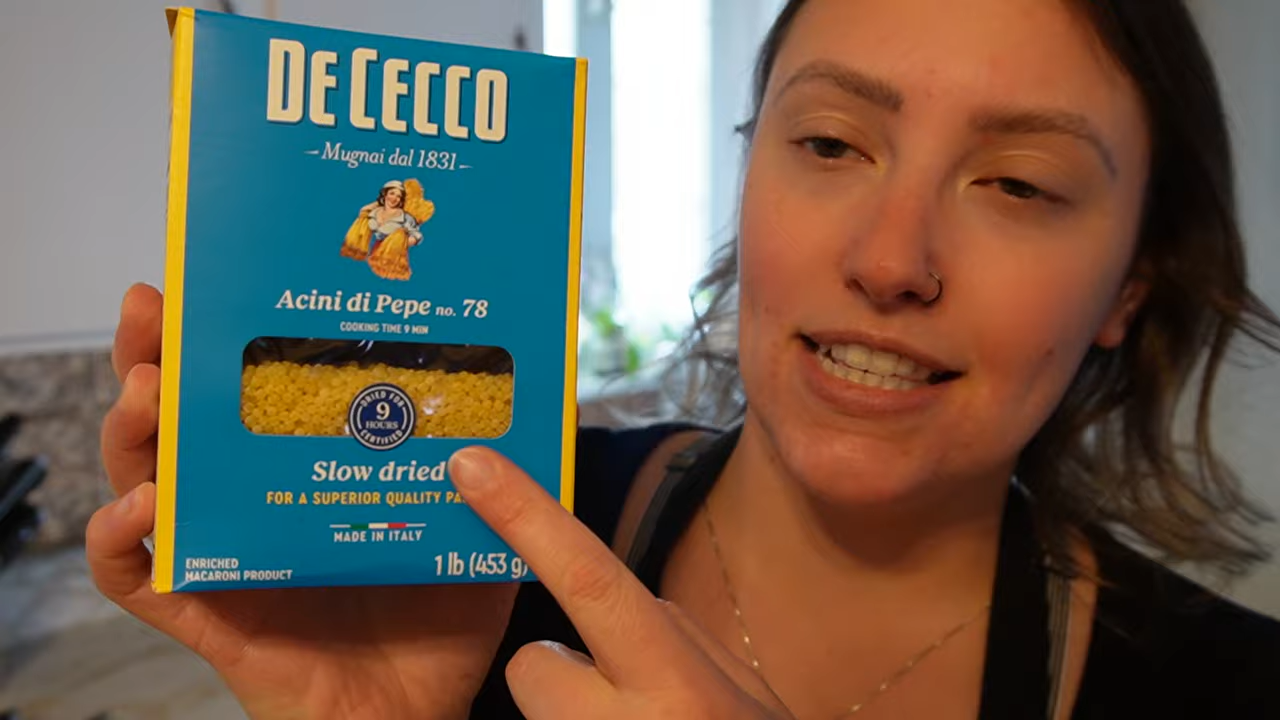 DE CECCO
Mugnai dal 1831
Acini di Pepe no. 78
COOKING TIME 9 MIN
DRIED FOR
9
HOURS
CERTIFIED
Slow dried
FOR A SUPERIOR QUALITY
MADE IN ITALY
ENRICHED
MACARONI PRODUCT
1 lb (453 g)